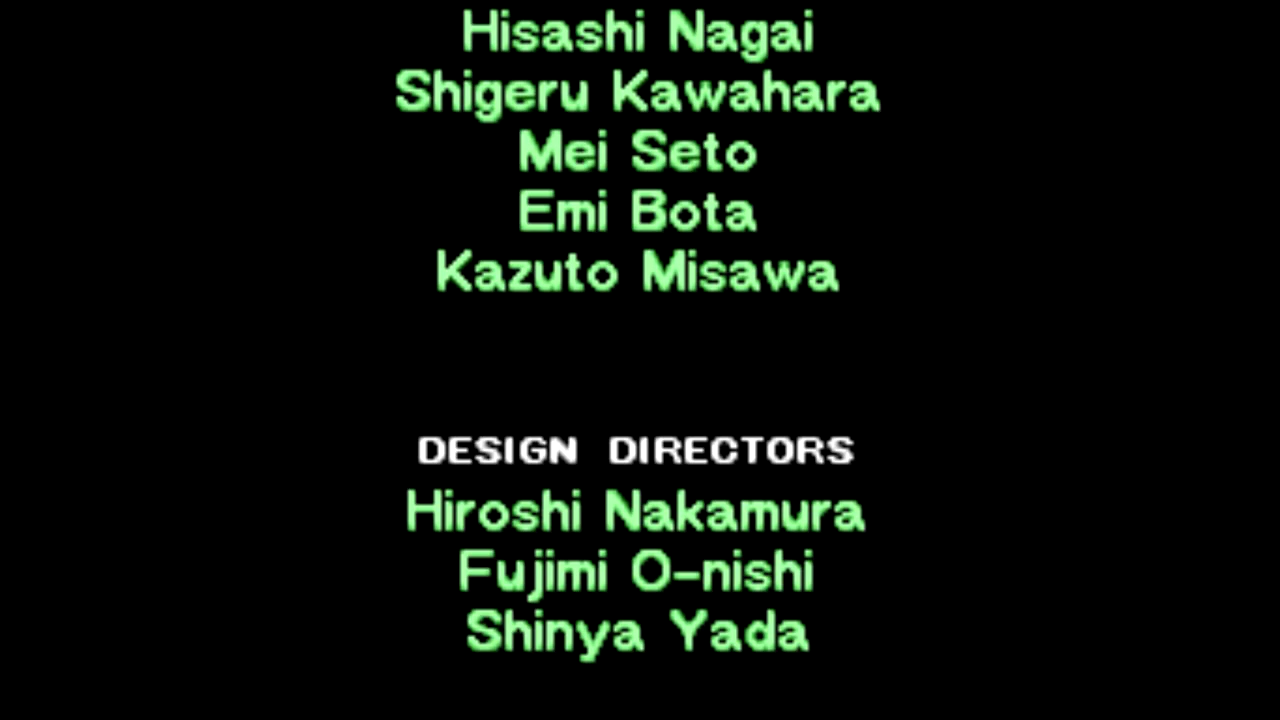 Hisashi Nagai
Shigeru Kawahara
Mei Seto
Emi Bota
Kazuto Misawa
DESIGN DIRECTORS
Hiroshi Nakamura
Fujimi O-nishi
Shinya Yada